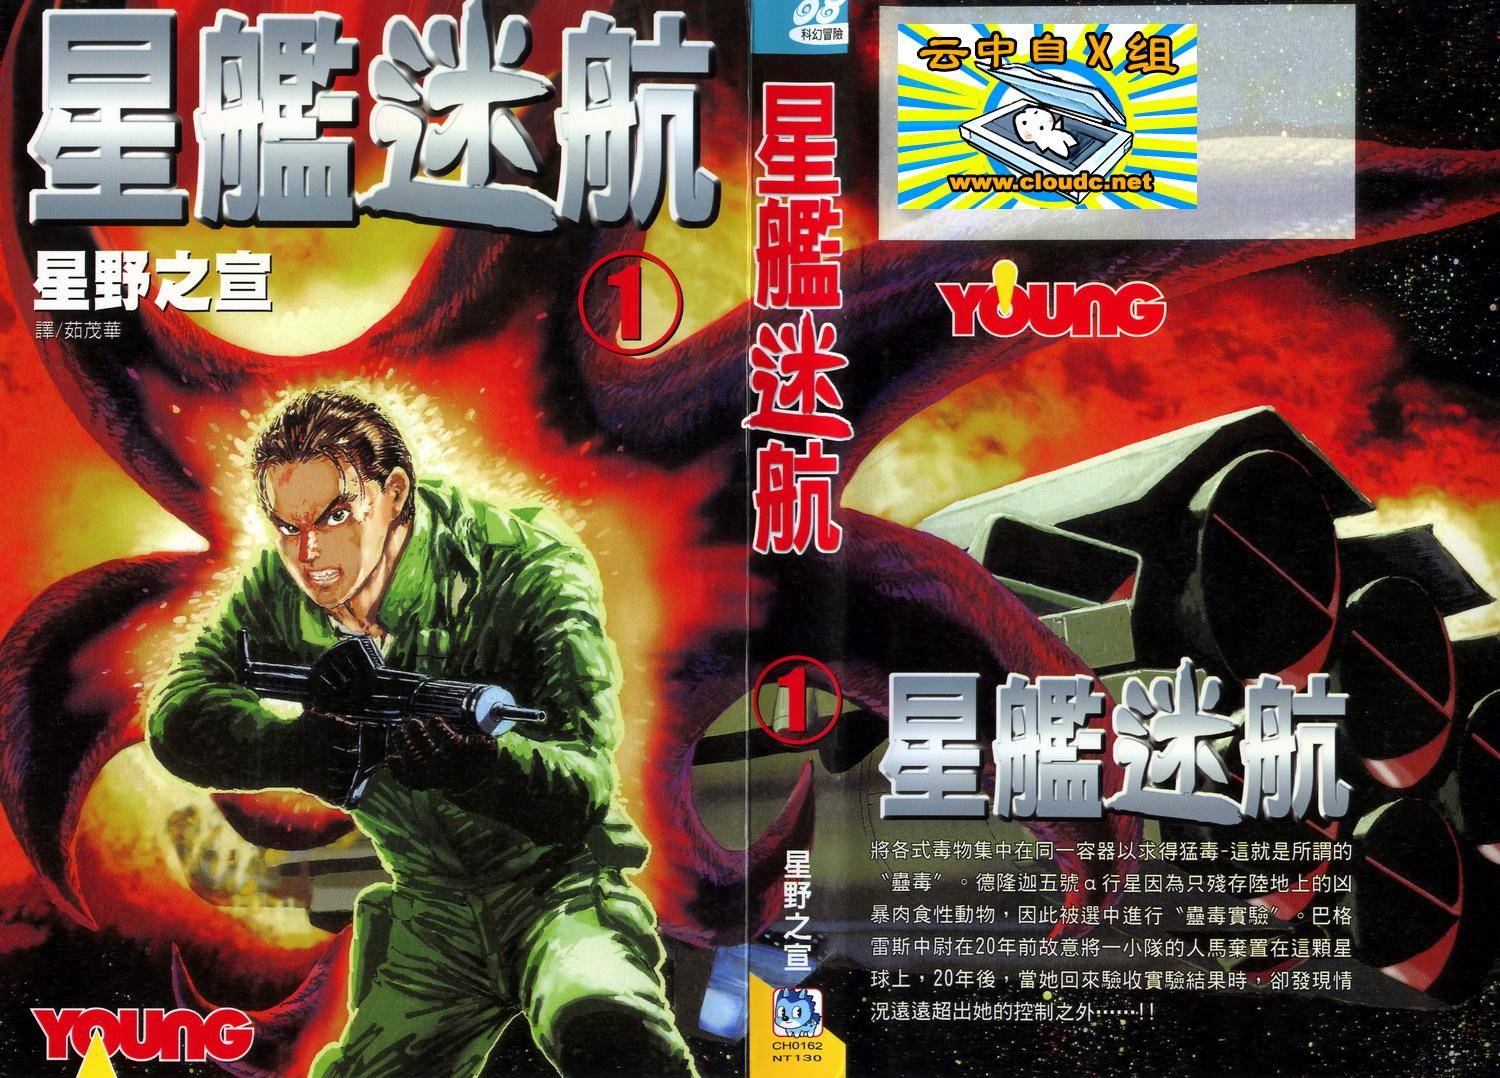 星艦迷航
星野之宣
譯/茹茂華
1
YOUNG
08
科幻冒險
星艦迷航
1
星野之宣
CH0162
NT130
云中自X组
www.cloudc.net
YOUNG
星艦迷航
將各式毒物集中在同一容器以求得猛毒-這就是所謂的
〝蠱毒〞。德隆迦五號α行星因為只殘存陸地上的凶
暴肉食性動物，因此被選中進行〝蠱毒實驗〞。巴格
雷斯中尉在20年前故意將一小隊的人馬棄置在這顆星
球上，20年後，當她回來驗收實驗結果時，卻發現情
況遠遠超出她的控制之外……!!